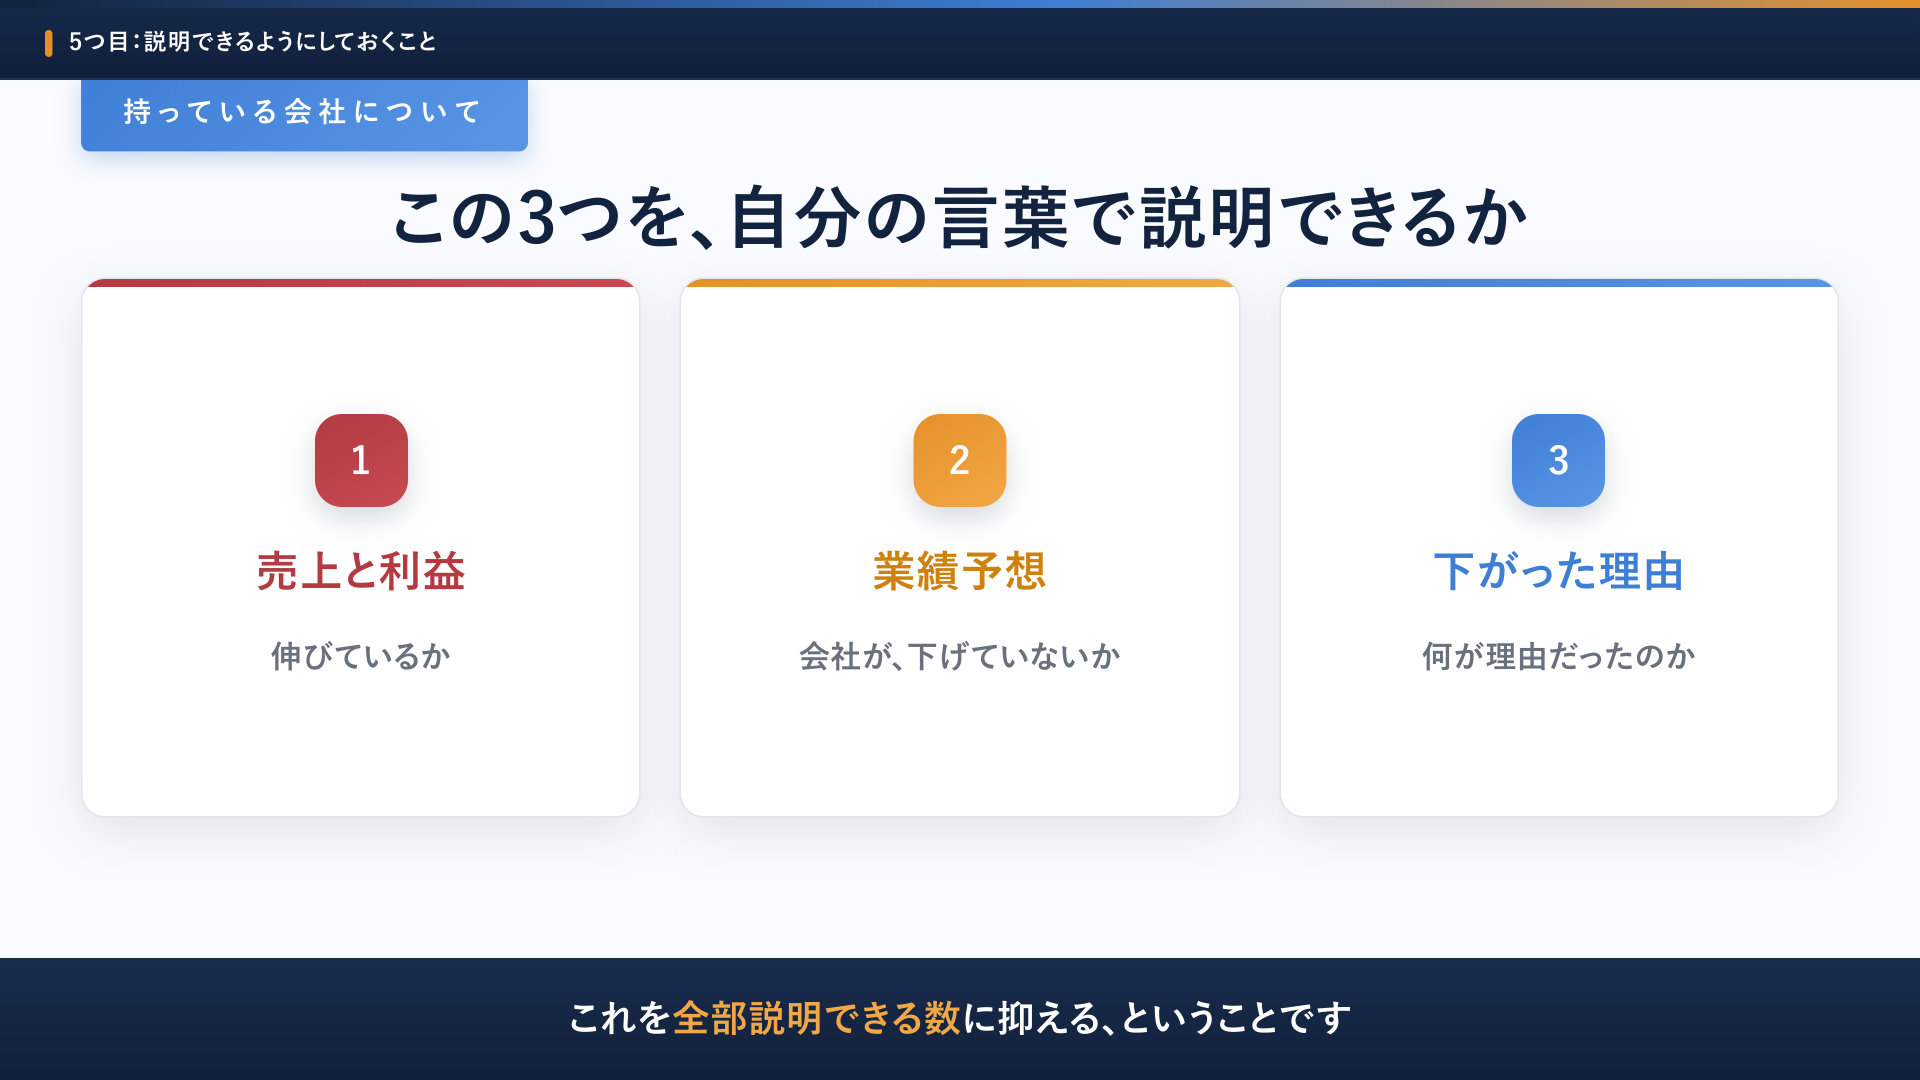 5つ目：説明できるようにしておくこと
持っている会社について
この3つを、自分の言葉で説明できるか
1
売上と利益
伸びているか
2
業績予想
会社が、下げていないか
3
下がった理由
何が理由だったのか
これを全部説明できる数に抑える、ということです